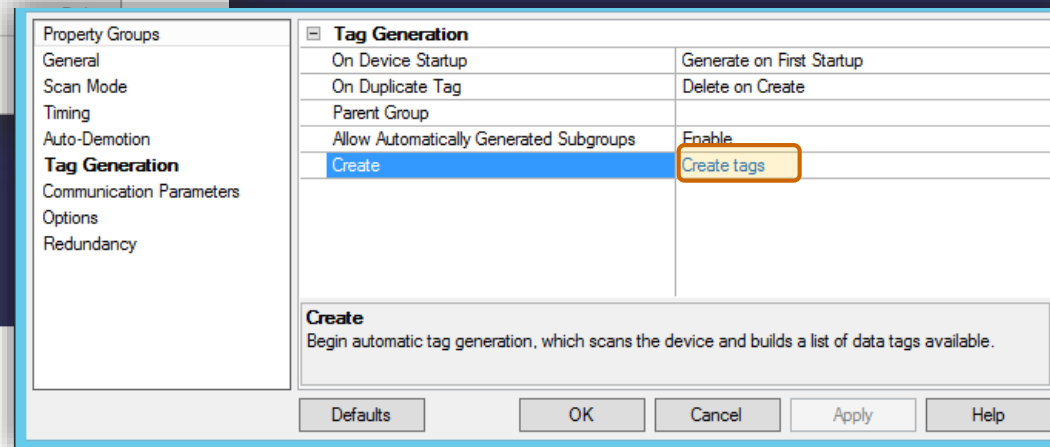 Property Groups
General
Scan Mode
Timing
Auto-Demotion
Tag Generation
Communication Parameters
Options
Redundancy
Tag Generation
On Device Startup Generate on First Startup
On Duplicate Tag Delete on Create
Parent Group
Allow Automatically Generated Subgroups Enable
Create Create tags
Create
Begin automatic tag generation, which scans the device and builds a list of data tags available.
Defaults OK Cancel Apply Help